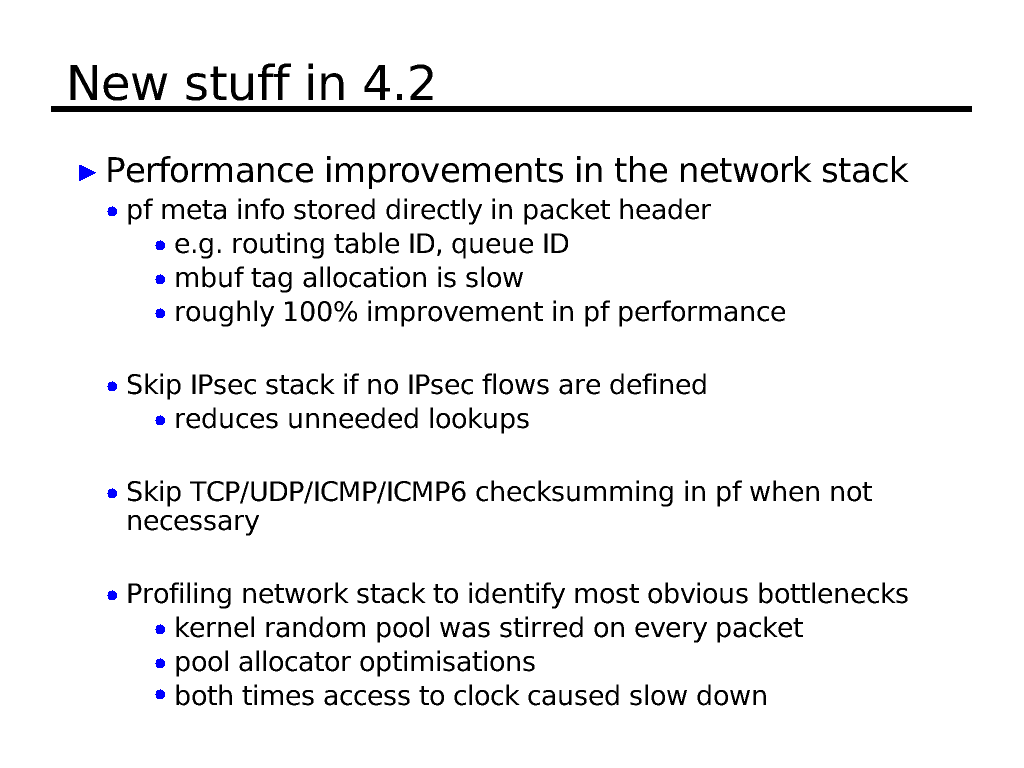 New stuff in 4.2
Performance improvements in the network stack
pf meta info stored directly in packet header
e.g. routing table ID, queue ID
mbuf tag allocation is slow
roughly 100% improvement in pf performance
Skip IPsec stack if no IPsec flows are defined
reduces unneeded lookups
Skip TCP/UDP/ICMP/ICMP6 checksumming in pf when not
necessary
Profiling network stack to identify most obvious bottlenecks
kernel random pool was stirred on every packet
pool allocator optimisations
both times access to clock caused slow down